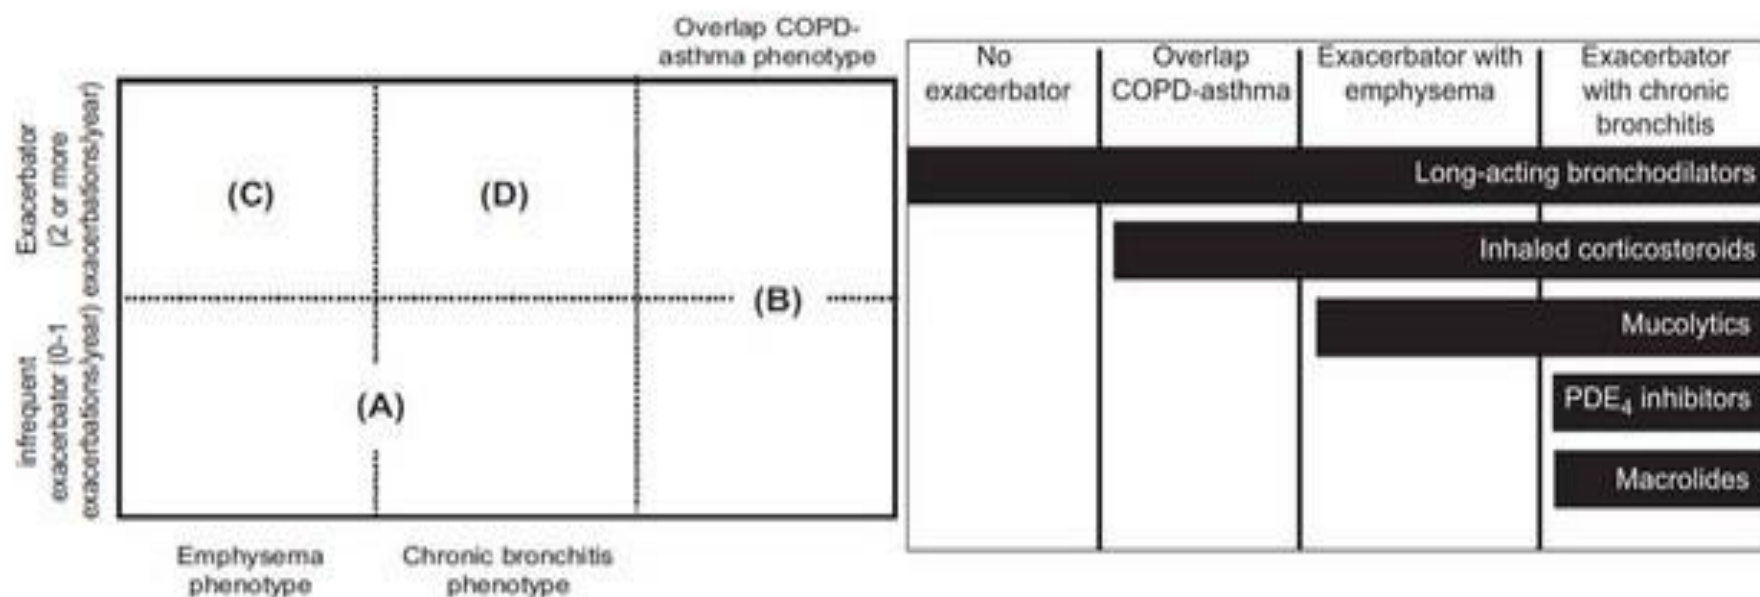 Overlap COPD-
asthma phenotype
Exacerbator
(2 or more
exacerbations/year)
infrequent
exacerbator (0-1
exacerbations/year)
(C)
(D)
(B)
(A)
Emphysema
phenotype
Chronic bronchitis
phenotype
No
exacerbator
Overlap
COPD-asthma
Exacerbator with
emphysema
Exacerbator
with chronic
bronchitis
Long-acting bronchodilators
Inhaled corticosteroids
Mucolytics
PDE₄ inhibitors
Macrolides